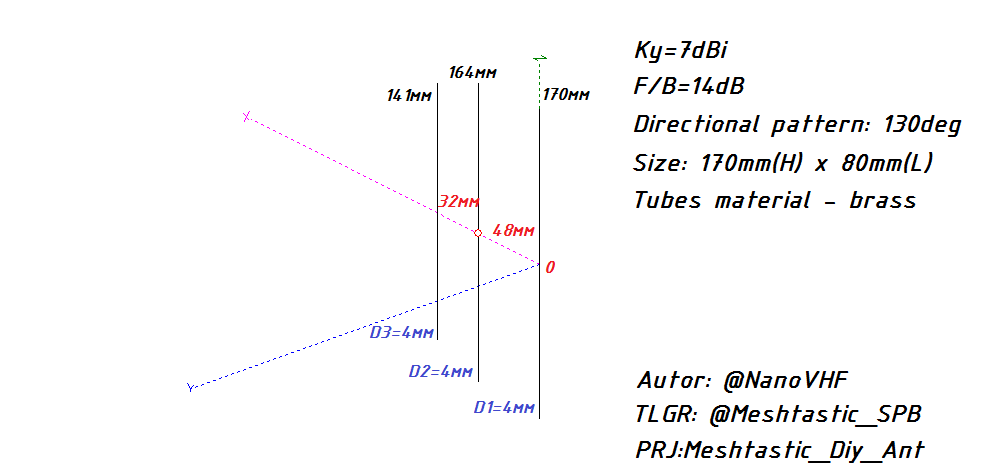 Ky=7dBi
F/B=14dB
Directional pattern: 130deg
Size: 170mm(H) x 80mm(L)
Tubes material - brass
164мм
141мм
170мм
X
32мм
48мм
0
D3=4мм
D2=4мм
Y
D1=4мм
Autor: @NanoVHF
TLGR: @Meshtastic_SPB
PRJ:Meshtastic_Diy_Ant